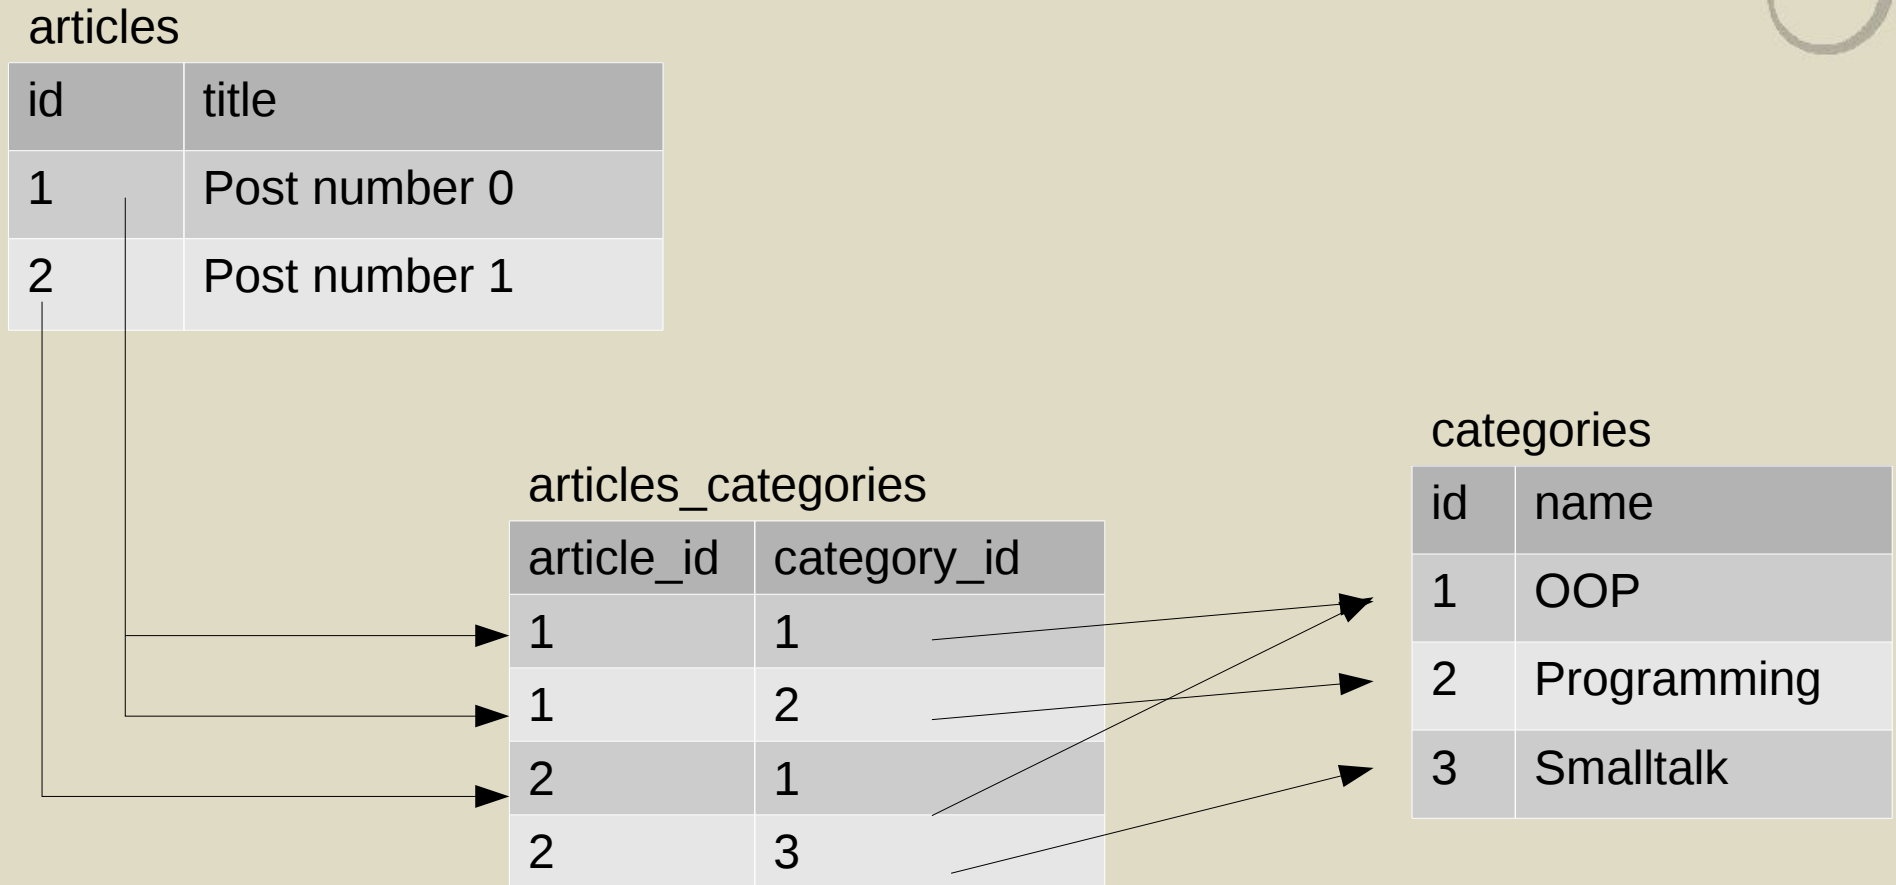 articles
id title
1 Post number 0
2 Post number 1
articles_categories
article_id category_id
1 1
1 2
2 1
2 3
categories
id name
1 OOP
2 Programming
3 Smalltalk